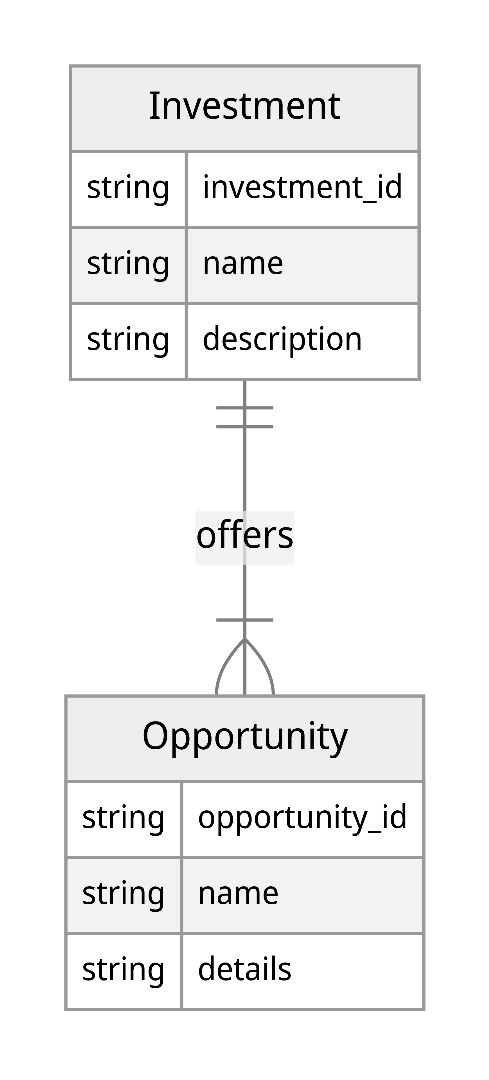 Investment
string investment_id
string name
string description
offers
Opportunity
string opportunity_id
string name
string details